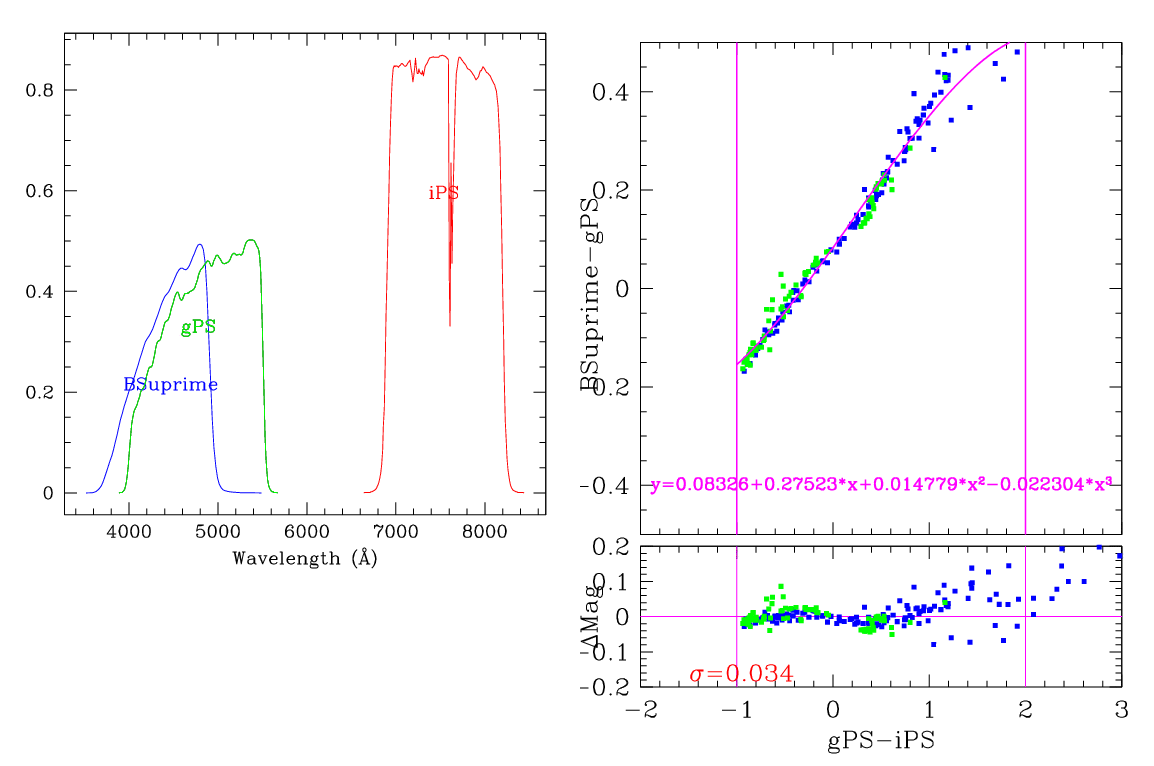 0.8
0.6
0.4
0.2
0
iPS
gPS
BSuprime
4000 5000 6000 7000 8000
Wavelength (Å)
0.4
0.2
0
-0.2
-0.4
BSuprime−gPS
y=0.08326+0.27523*x+0.014779*x²−0.022304*x³
0.2
0.1
0
-0.1
-0.2
ΔMag
σ=0.034
−2 −1 0 1 2 3
gPS−iPS